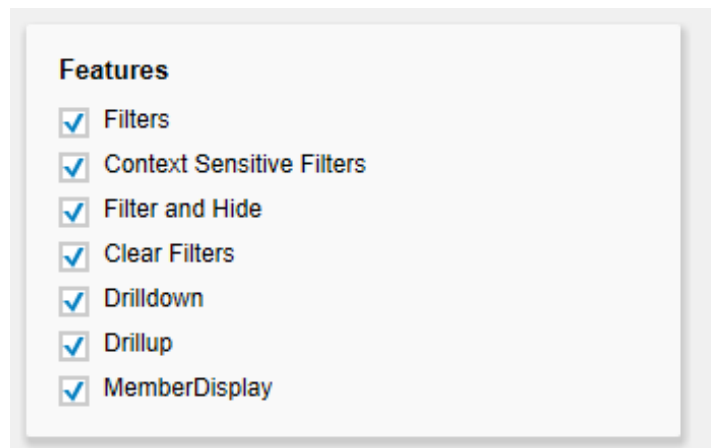 Features
Filters
Context Sensitive Filters
Filter and Hide
Clear Filters
Drilldown
Drillup
MemberDisplay